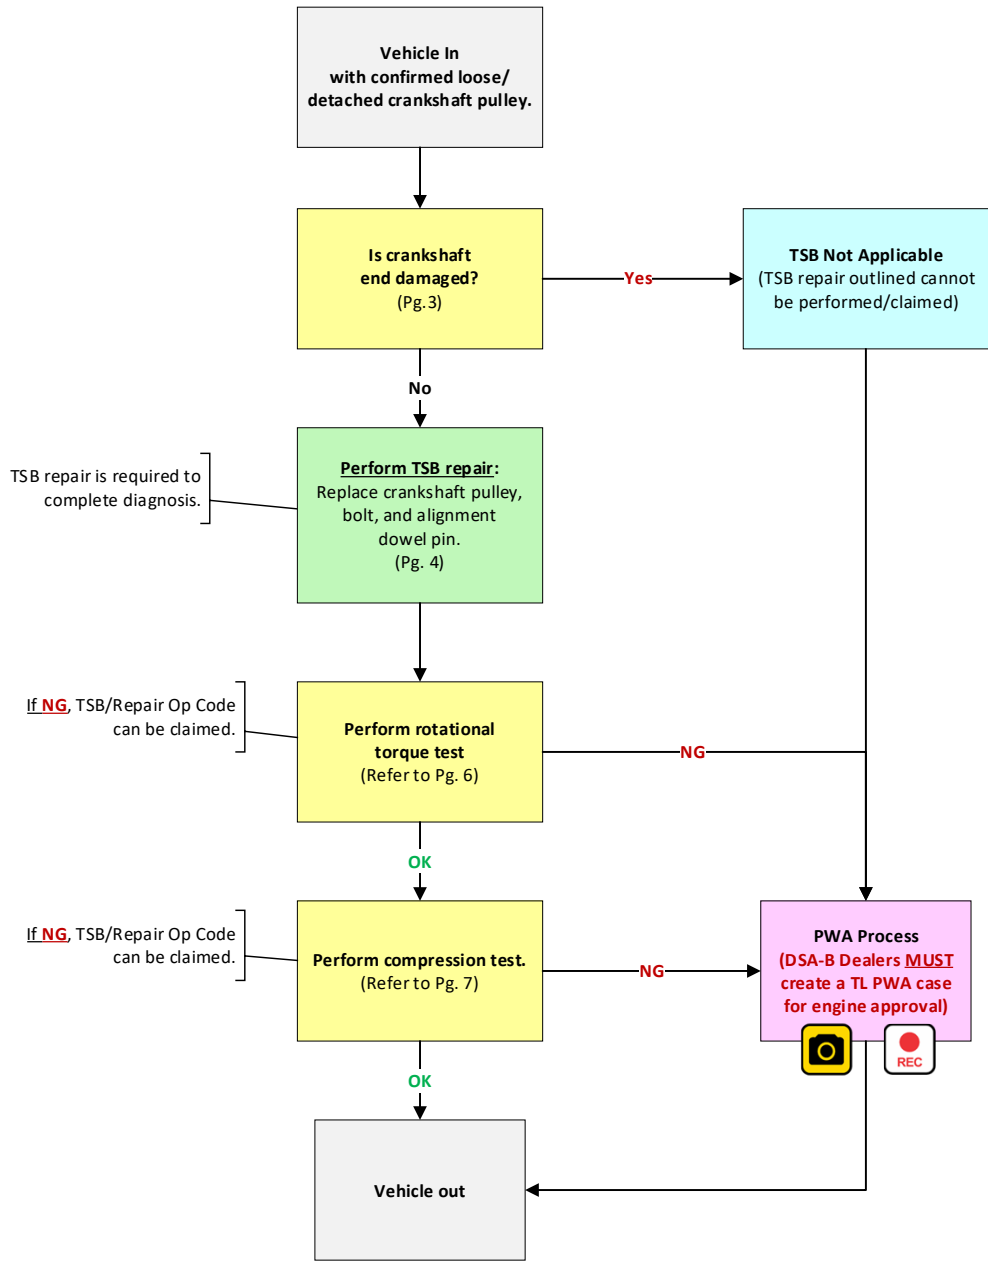 Vehicle In
with confirmed loose/
detached crankshaft pulley.
Is crankshaft
end damaged?
(Pg.3)
Yes
TSB Not Applicable
(TSB repair outlined cannot
be performed/claimed)
No
TSB repair is required to
complete diagnosis.
Perform TSB repair:
Replace crankshaft pulley,
bolt, and alignment
dowel pin.
(Pg. 4)
If NG, TSB/Repair Op Code
can be claimed.
Perform rotational
torque test
(Refer to Pg. 6)
NG
OK
If NG, TSB/Repair Op Code
can be claimed.
Perform compression test.
(Refer to Pg. 7)
NG
PWA Process
(DSA-B Dealers MUST
create a TL PWA case
for engine approval)
REC
OK
Vehicle out